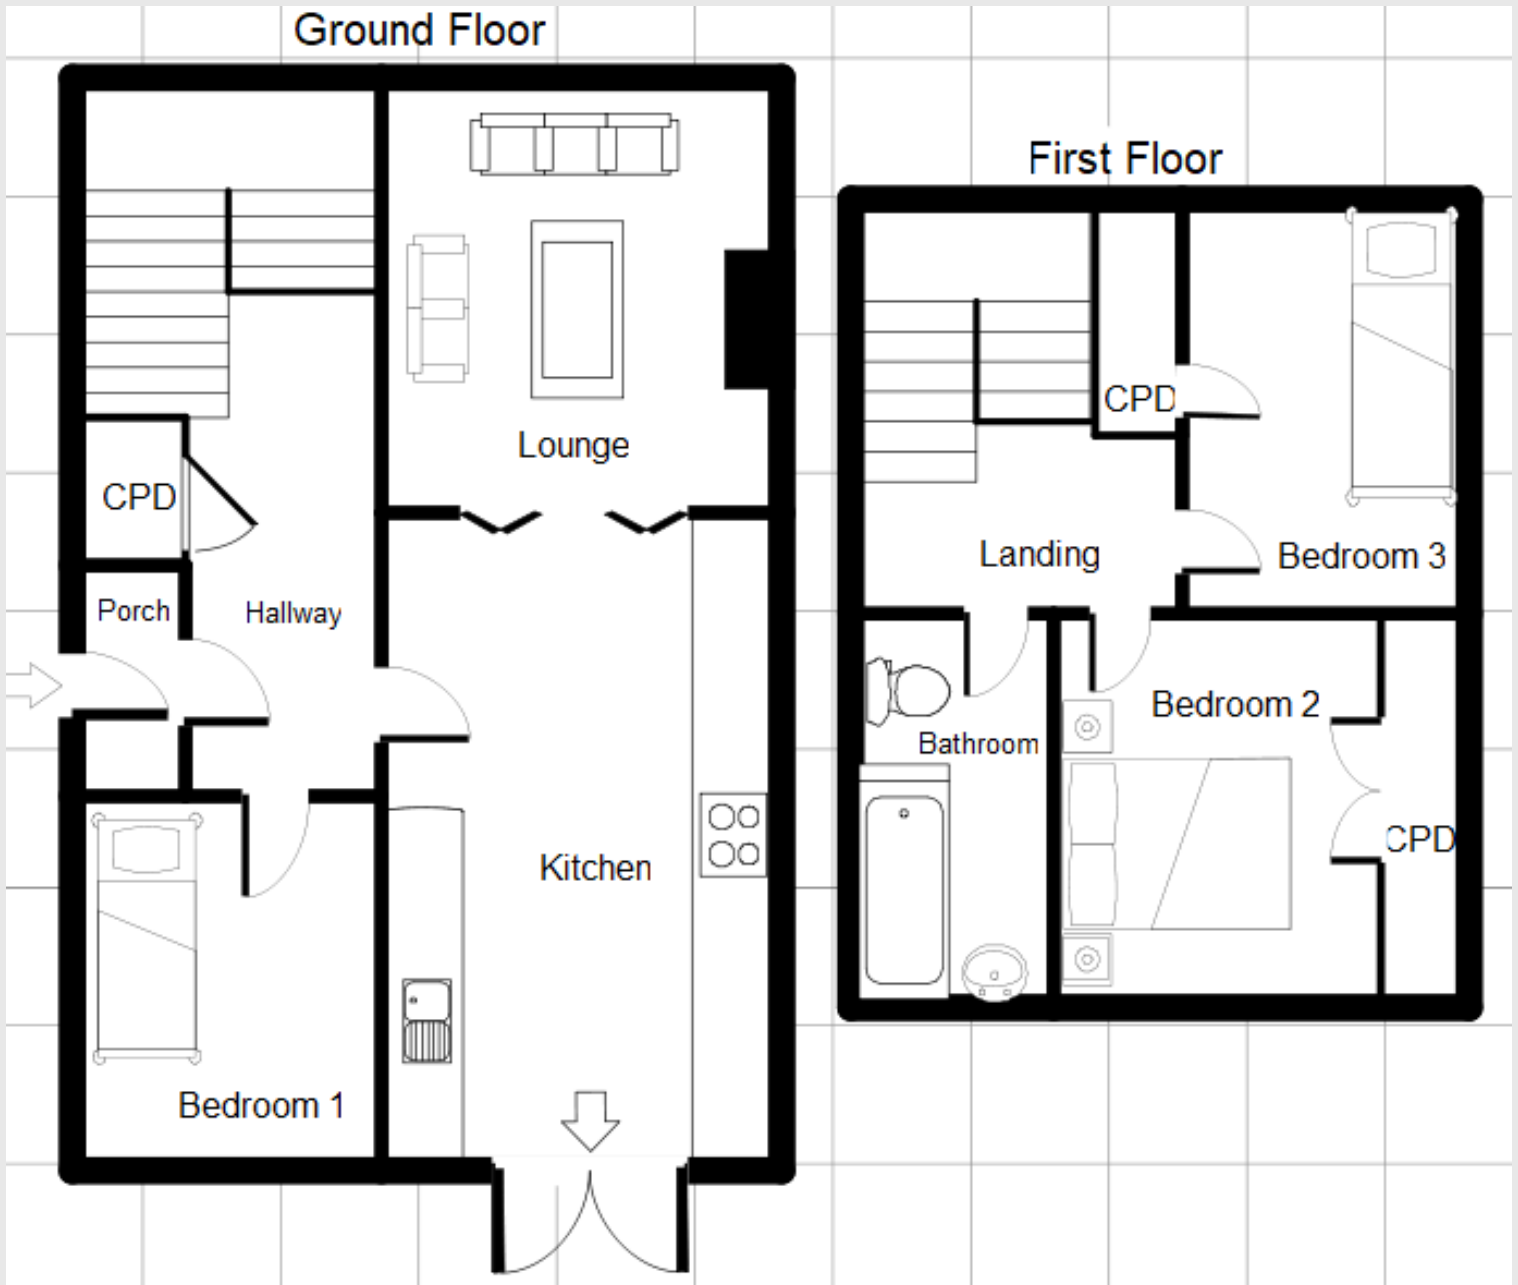 Ground Floor
First Floor
Lounge
CPD
Porch
Hallway
Kitchen
Bedroom 1
CPD
Landing
Bedroom 3
Bathroom
Bedroom 2
CPD